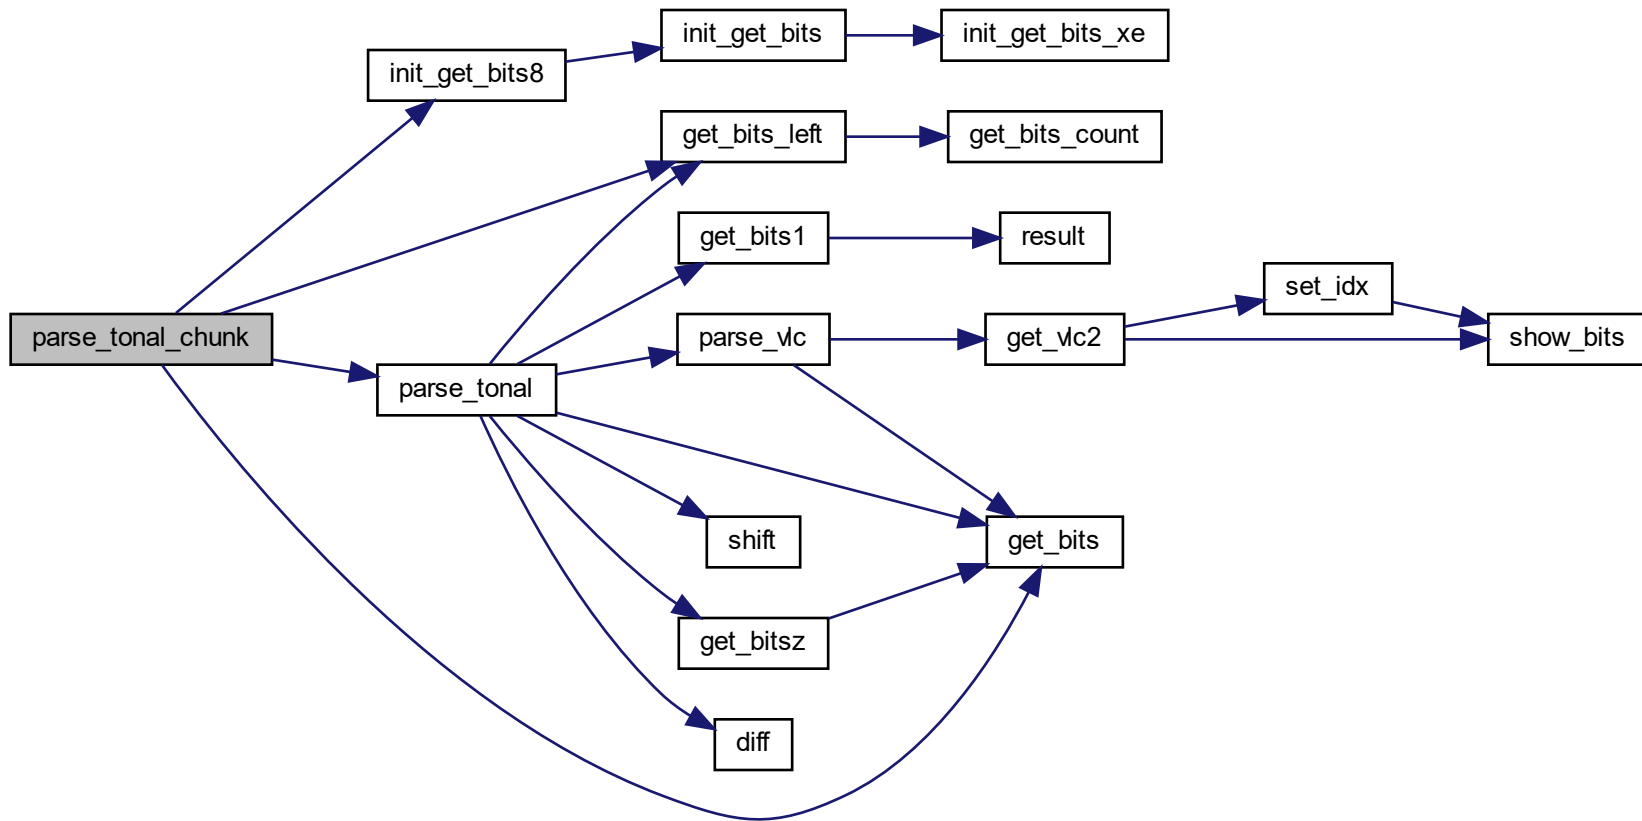 init_get_bits
init_get_bits_xe
init_get_bits8
get_bits_left
get_bits_count
get_bits1
result
set_idx
parse_tonal_chunk
parse_vlc
get_vlc2
show_bits
parse_tonal
shift
get_bits
get_bitsz
diff